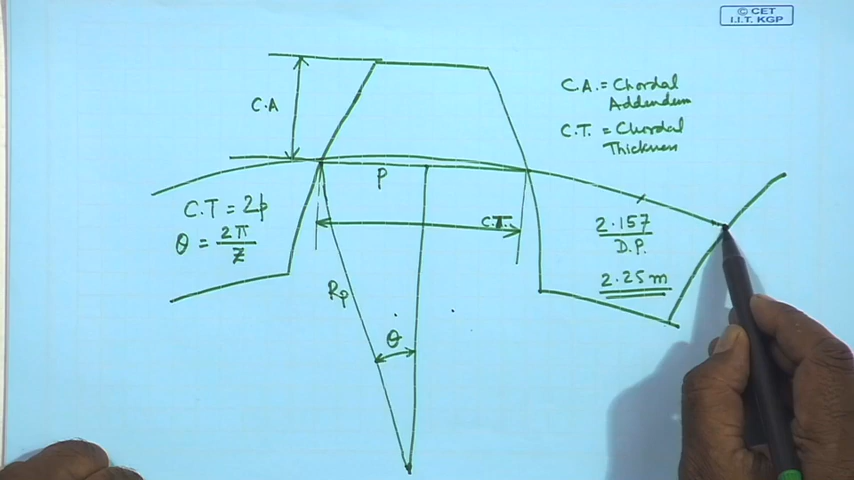 © CET
I.I.T. KGP
C.A
C.A. = Chordal
Addendum
C.T. = Chordal
Thickness
p
C.T = 2p
θ = 2π/Z
C.T.
2.157
D.P.
2.25 m
Rp
θ